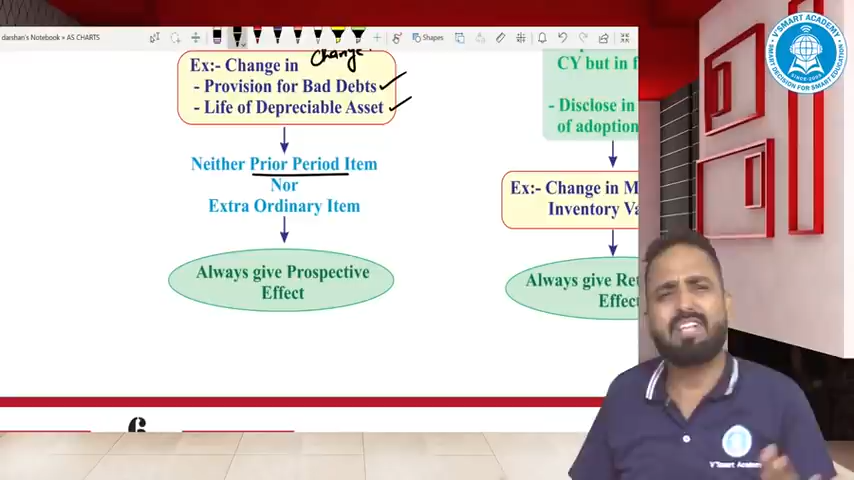 darshan's Notebook > AS CHARTS
Shapes
change.
Ex:- Change in
- Provision for Bad Debts
- Life of Depreciable Asset
Neither Prior Period Item
Nor
Extra Ordinary Item
Always give Prospective
Effect
CY but in f
- Disclose in
of adoption
Ex:- Change in M
Inventory Va
Always give Ret
Effec
6
V'SMART ACADEMY
SMART DECISION FOR SMART EDUCATION
V'Smart Academy